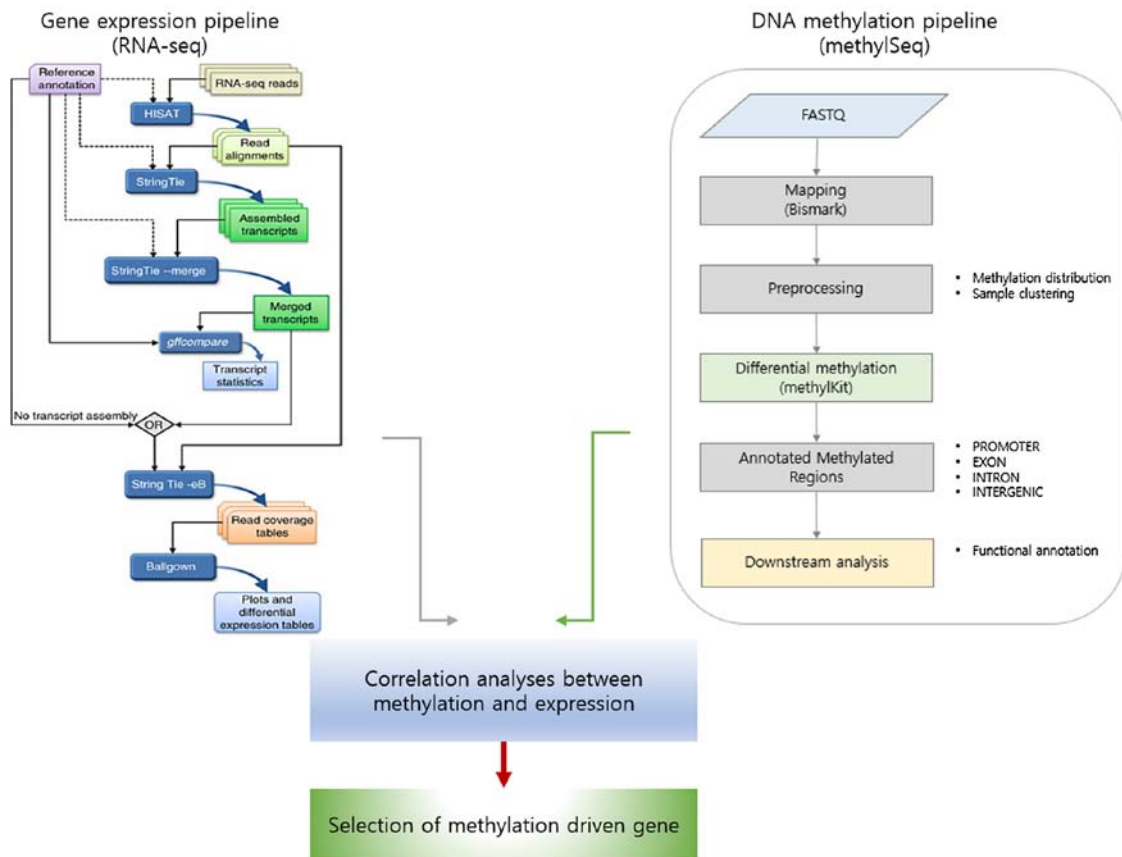 Gene expression pipeline
(RNA-seq)
Reference
annotation
RNA-seq reads
HISAT
Read
alignments
StringTie
Assembled
transcripts
StringTie --merge
Merged
transcripts
gffcompare
Transcript
statistics
No transcript assembly
OR
String Tie -eB
Read coverage
tables
Ballgown
Plots and
differential
expression tables
DNA methylation pipeline
(methylSeq)
FASTQ
Mapping
(Bismark)
Preprocessing
• Methylation distribution
• Sample clustering
Differential methylation
(methylKit)
Annotated Methylated
Regions
• PROMOTER
• EXON
• INTRON
• INTERGENIC
Downstream analysis
• Functional annotation
Correlation analyses between
methylation and expression
Selection of methylation driven gene